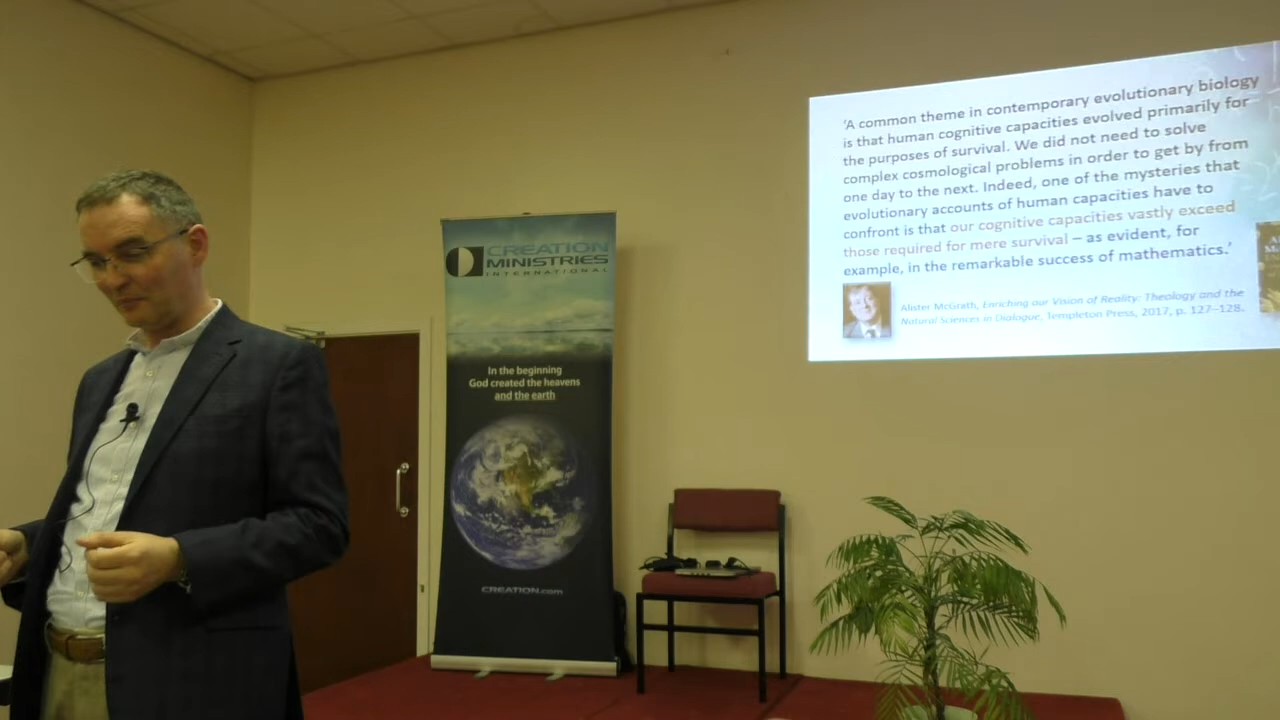 CREATION
MINISTRIES
INTERNATIONAL
In the beginning
God created the heavens
and the earth
CREATION.com
'A common theme in contemporary evolutionary biology
is that human cognitive capacities evolved primarily for
the purposes of survival. We did not need to solve
complex cosmological problems in order to get by from
one day to the next. Indeed, one of the mysteries that
evolutionary accounts of human capacities have to
confront is that our cognitive capacities vastly exceed
those required for mere survival – as evident, for
example, in the remarkable success of mathematics.'
Alister McGrath, Enriching our Vision of Reality: Theology and the
Natural Sciences in Dialogue, Templeton Press, 2017, p. 127–128.